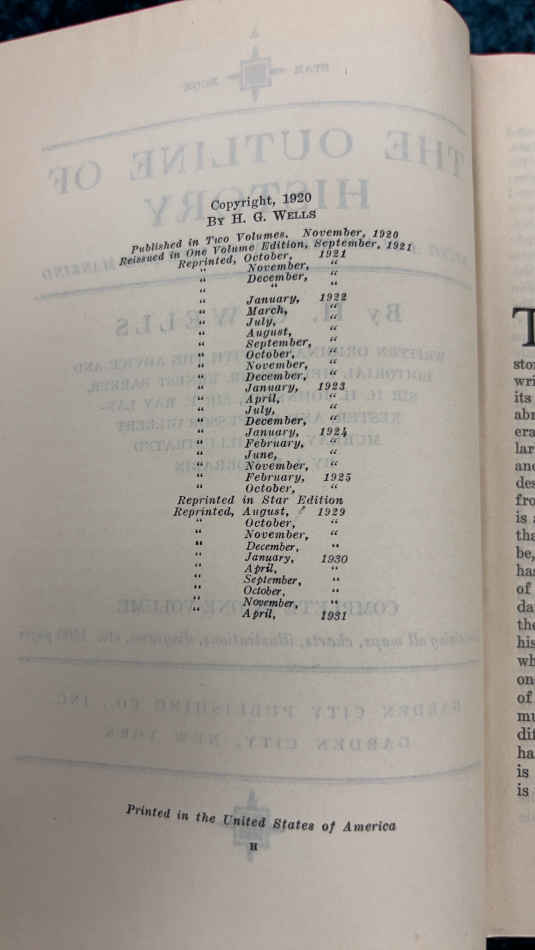 Copyright, 1920
By H. G. Wells
Published in Two Volumes. November, 1920
Reissued in One Volume Edition, September, 1921
Reprinted, October, 1921
" November, "
" December, "
" " "
" January, 1922
" March, "
" July, "
" August, "
" September, "
" October, "
" November, "
" December, "
" January, 1923
" April, "
" July, "
" December, "
" January, 1924
" February, "
" June, "
" November, "
" February, 1925
" October, "
Reprinted in Star Edition
Reprinted, August, 1929
" October, "
" November, "
" December, "
" January, 1930
" April, "
" September, "
" October, "
" November, "
" April, 1931
Printed in the United States of America
H